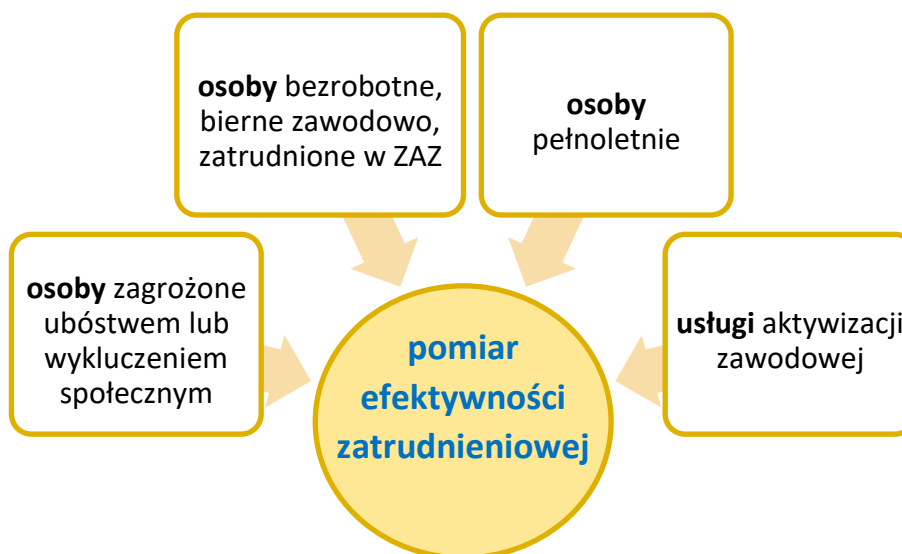 osoby bezrobotne,
bierne zawodowo,
zatrudnione w ZAZ
osoby
pełnoletnie
osoby zagrożone
ubóstwem lub
wykluczeniem
społecznym
usługi aktywizacji
zawodowej
pomiar
efektywności
zatrudnieniowej